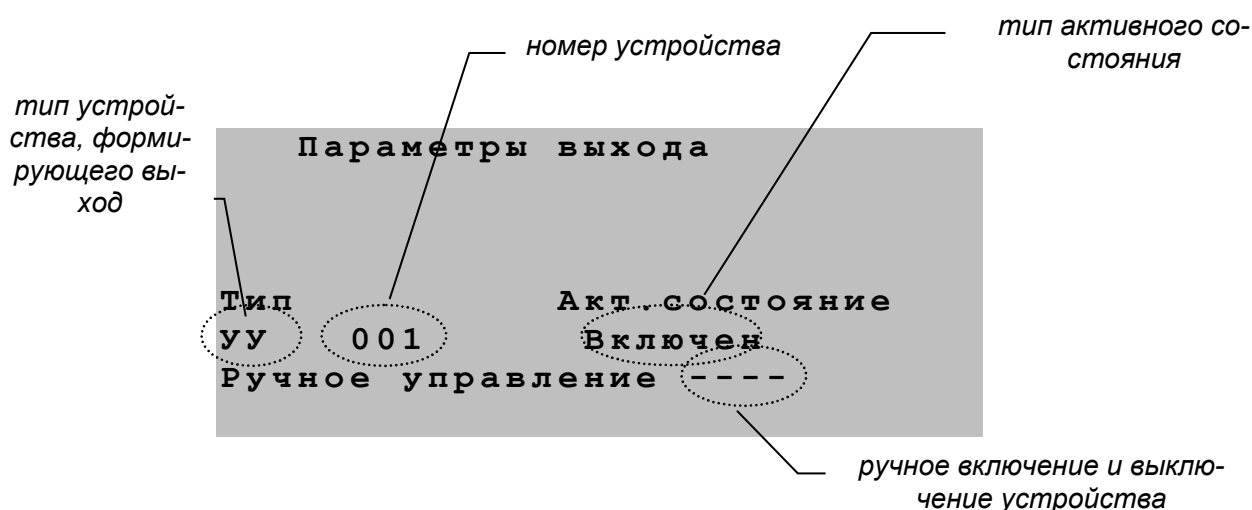 тип активного со-
стояния
номер устройства
тип устрой-
ства, форми-
рующего вы-
ход
Параметры выхода
Тип Акт.состояние
УУ 001 Включен
Ручное управление ----
ручное включение и выклю-
чение устройства